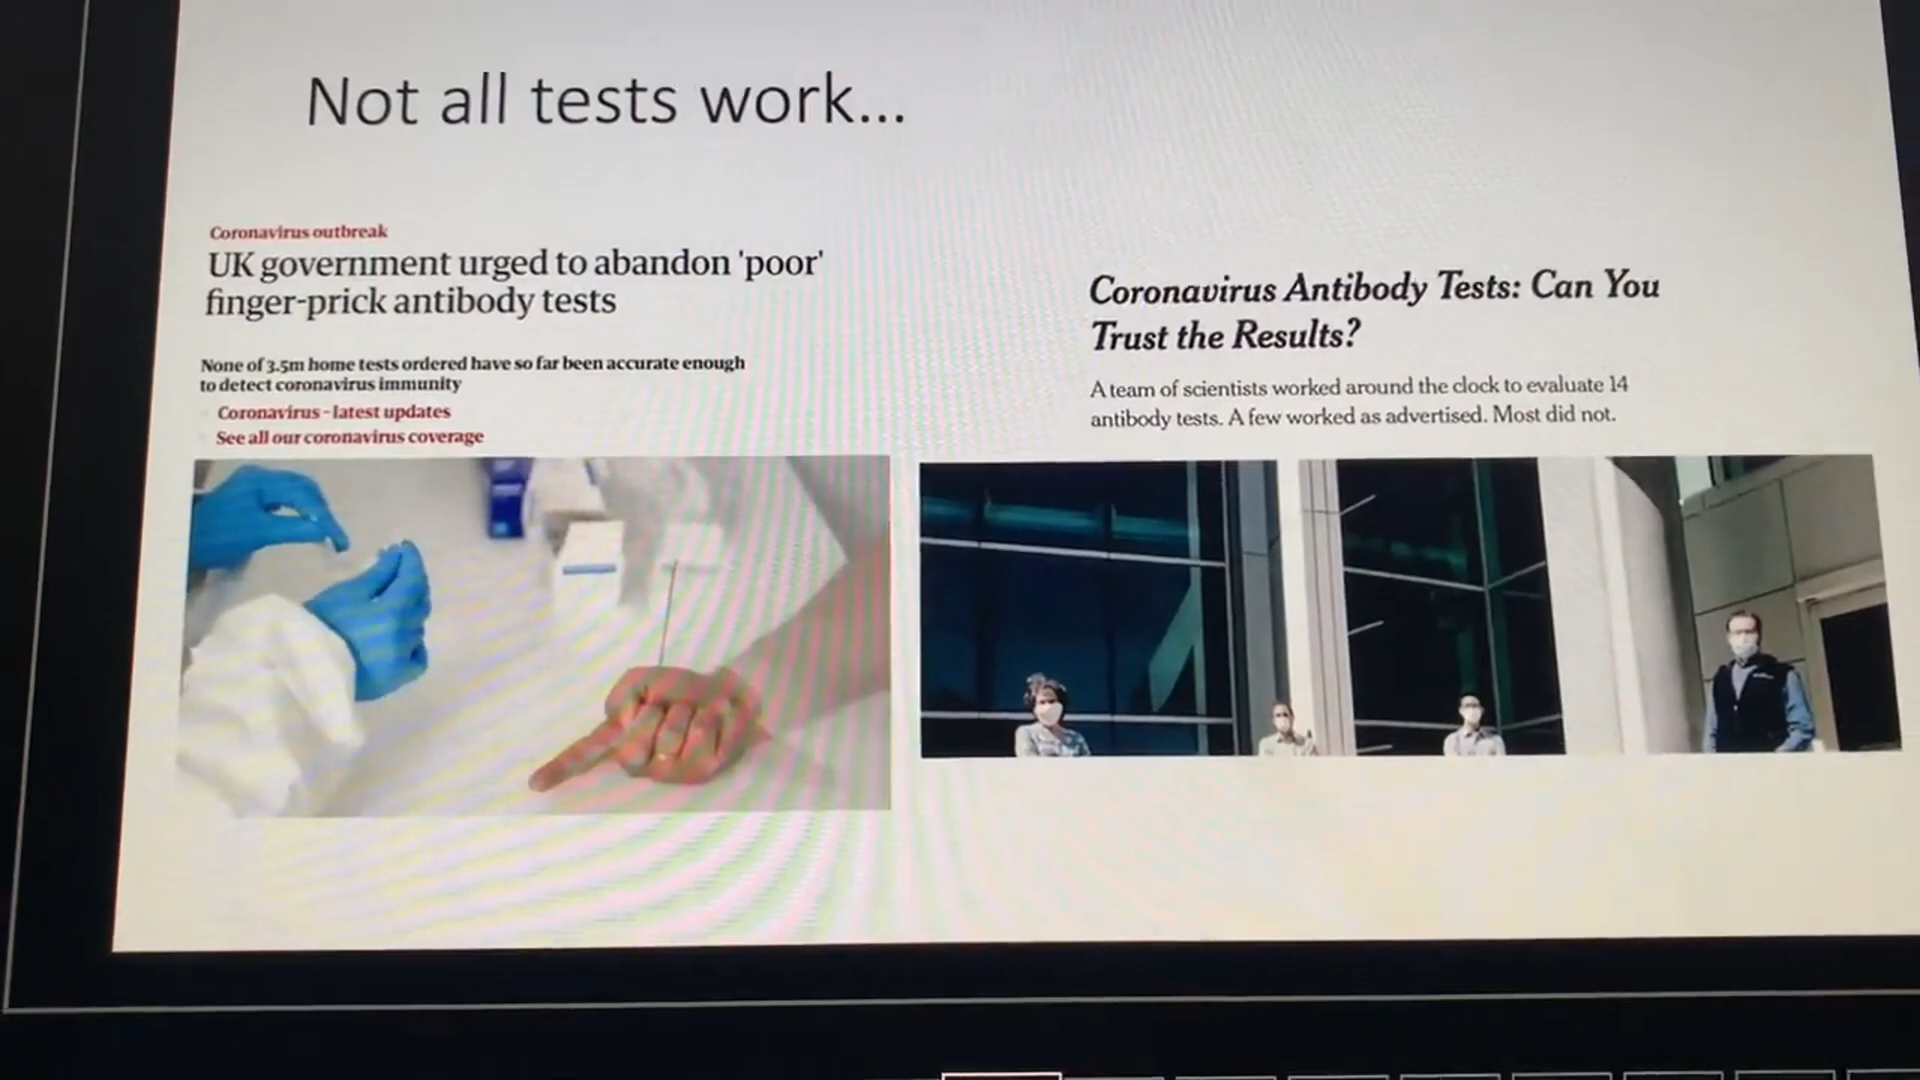 Not all tests work...
Coronavirus outbreak
UK government urged to abandon 'poor'
finger-prick antibody tests
None of 3.5m home tests ordered have so far been accurate enough
to detect coronavirus immunity
Coronavirus - latest updates
See all our coronavirus coverage
Coronavirus Antibody Tests: Can You
Trust the Results?
A team of scientists worked around the clock to evaluate 14
antibody tests. A few worked as advertised. Most did not.